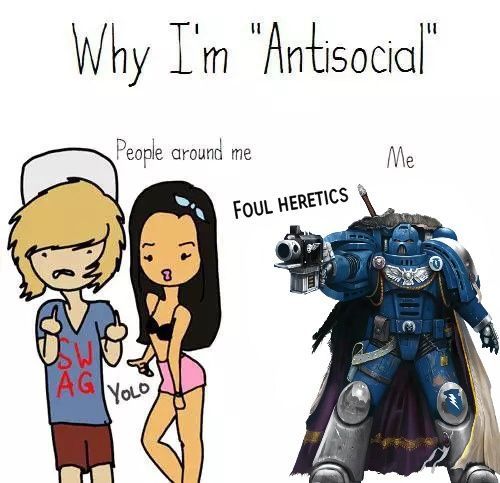 Why I'm "Antisocial"
People around me
Me
FOUL HERETICS
SW
AG
YOLO